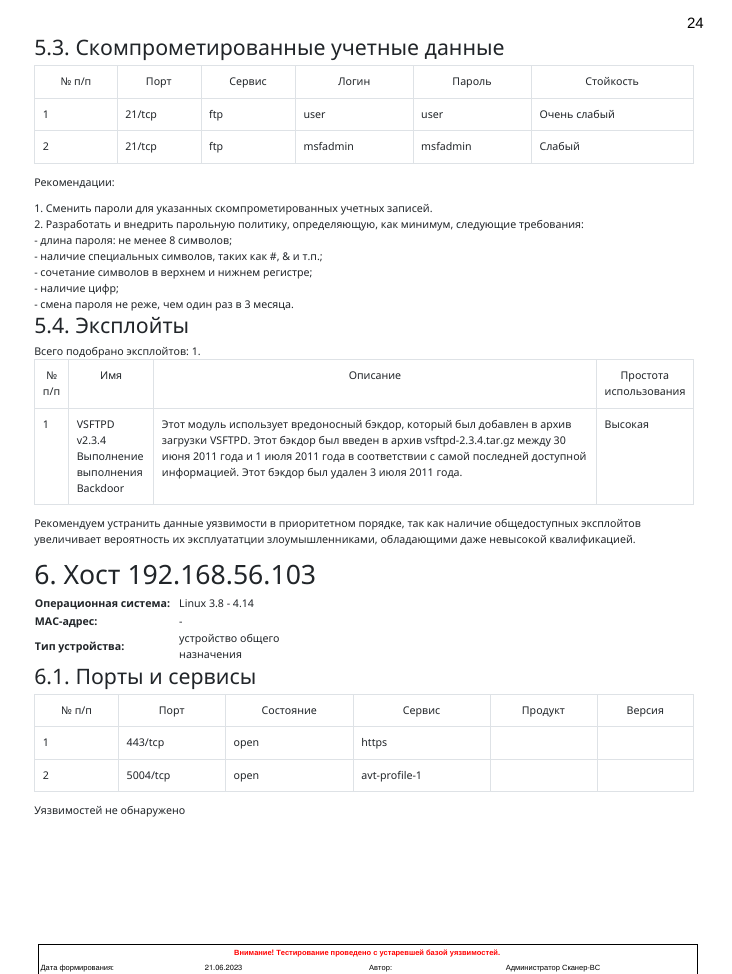 24
5.3. Скомпрометированные учетные данные
№ п/п Порт Сервис Логин Пароль Стойкость
1 21/tcp ftp user user Очень слабый
2 21/tcp ftp msfadmin msfadmin Слабый
Рекомендации:
1. Сменить пароли для указанных скомпрометированных учетных записей.
2. Разработать и внедрить парольную политику, определяющую, как минимум, следующие требования:
- длина пароля: не менее 8 символов;
- наличие специальных символов, таких как #, & и т.п.;
- сочетание символов в верхнем и нижнем регистре;
- наличие цифр;
- смена пароля не реже, чем один раз в 3 месяца.
5.4. Эксплойты
Всего подобрано эксплойтов: 1.
№ п/п Имя Описание Простота использования
1 VSFTPD v2.3.4 Выполнение выполнения Backdoor
Этот модуль использует вредоносный бэкдор, который был добавлен в архив
загрузки VSFTPD. Этот бэкдор был введен в архив vsftpd-2.3.4.tar.gz между 30
июня 2011 года и 1 июля 2011 года в соответствии с самой последней доступной
информацией. Этот бэкдор был удален 3 июля 2011 года.
Высокая
Рекомендуем устранить данные уязвимости в приоритетном порядке, так как наличие общедоступных эксплойтов
увеличивает вероятность их эксплуататции злоумышленниками, обладающими даже невысокой квалификацией.
6. Хост 192.168.56.103
Операционная система: Linux 3.8 - 4.14
MAC-адрес: -
Тип устройства: устройство общего назначения
6.1. Порты и сервисы
№ п/п Порт Состояние Сервис Продукт Версия
1 443/tcp open https
2 5004/tcp open avt-profile-1
Уязвимостей не обнаружено
Внимание! Тестирование проведено с устаревшей базой уязвимостей.
Дата формирования: 21.06.2023 Автор: Администратор Сканер-ВС